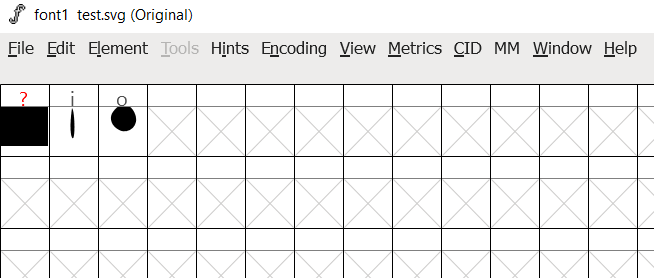 font1 test.svg (Original)
File Edit Element Tools Hints Encoding View Metrics CID MM Window Help
? i o